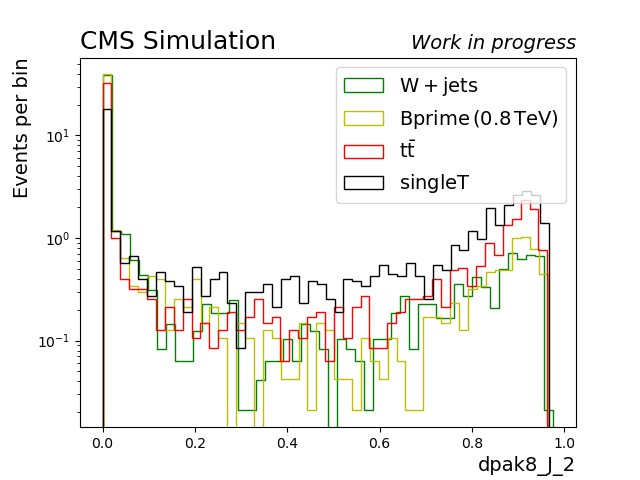 CMS Simulation
Work in progress
Events per bin
W + jets
Bprime (0.8 TeV)
tt̄
singleT
10¹
10⁰
10⁻¹
0.0 0.2 0.4 0.6 0.8 1.0
dpak8_J_2